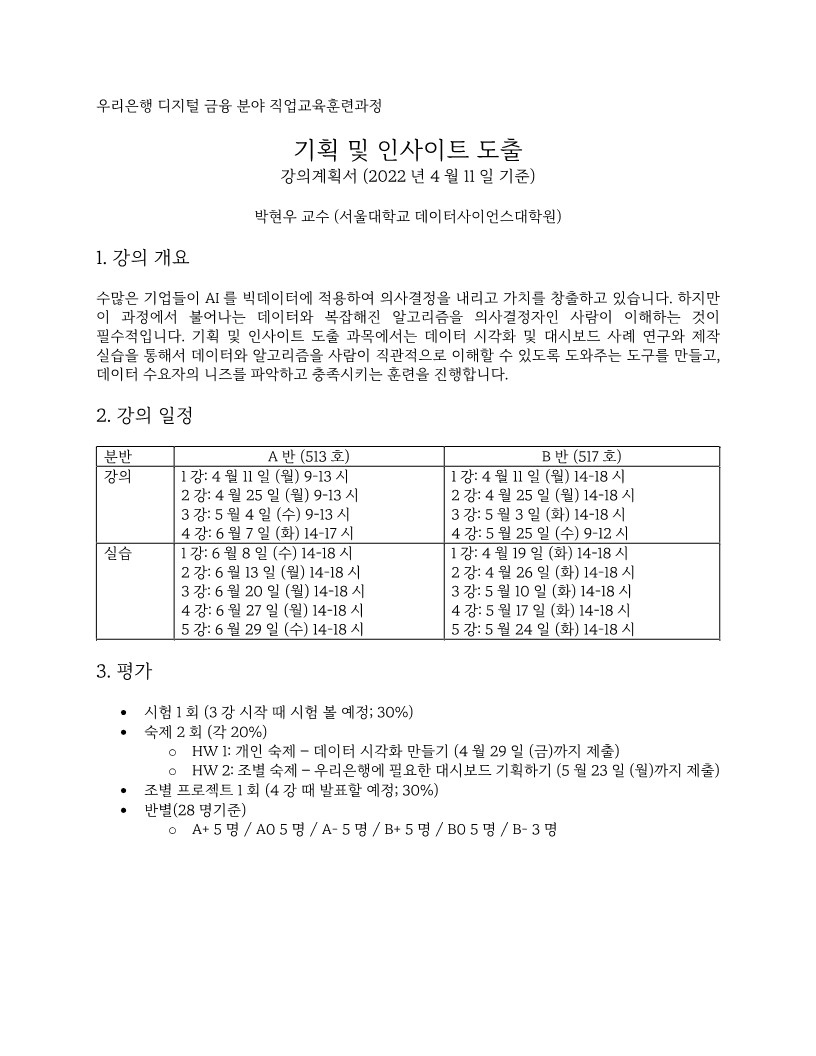 우리은행 디지털 금융 분야 직업교육훈련과정
기획 및 인사이트 도출
강의계획서 (2022 년 4 월 11 일 기준)
박현우 교수 (서울대학교 데이터사이언스대학원)
1. 강의 개요
수많은 기업들이 AI 를 빅데이터에 적용하여 의사결정을 내리고 가치를 창출하고 있습니다. 하지만
이 과정에서 불어나는 데이터와 복잡해진 알고리즘을 의사결정자인 사람이 이해하는 것이
필수적입니다. 기획 및 인사이트 도출 과목에서는 데이터 시각화 및 대시보드 사례 연구와 제작
실습을 통해서 데이터와 알고리즘을 사람이 직관적으로 이해할 수 있도록 도와주는 도구를 만들고,
데이터 수요자의 니즈를 파악하고 충족시키는 훈련을 진행합니다.
2. 강의 일정
분반 A 반 (513 호) B 반 (517 호)
강의 1 강: 4 월 11 일 (월) 9-13 시 1 강: 4 월 11 일 (월) 14-18 시
2 강: 4 월 25 일 (월) 9-13 시 2 강: 4 월 25 일 (월) 14-18 시
3 강: 5 월 4 일 (수) 9-13 시 3 강: 5 월 3 일 (화) 14-18 시
4 강: 6 월 7 일 (화) 14-17 시 4 강: 5 월 25 일 (수) 9-12 시
실습 1 강: 6 월 8 일 (수) 14-18 시 1 강: 4 월 19 일 (화) 14-18 시
2 강: 6 월 13 일 (월) 14-18 시 2 강: 4 월 26 일 (화) 14-18 시
3 강: 6 월 20 일 (월) 14-18 시 3 강: 5 월 10 일 (화) 14-18 시
4 강: 6 월 27 일 (월) 14-18 시 4 강: 5 월 17 일 (화) 14-18 시
5 강: 6 월 29 일 (수) 14-18 시 5 강: 5 월 24 일 (화) 14-18 시
3. 평가
• 시험 1 회 (3 강 시작 때 시험 볼 예정; 30%)
• 숙제 2 회 (각 20%)
○ HW 1: 개인 숙제 – 데이터 시각화 만들기 (4 월 29 일 (금)까지 제출)
○ HW 2: 조별 숙제 – 우리은행에 필요한 대시보드 기획하기 (5 월 23 일 (월)까지 제출)
• 조별 프로젝트 1 회 (4 강 때 발표할 예정; 30%)
• 반별(28 명기준)
○ A+ 5 명 / A0 5 명 / A- 5 명 / B+ 5 명 / B0 5 명 / B- 3 명